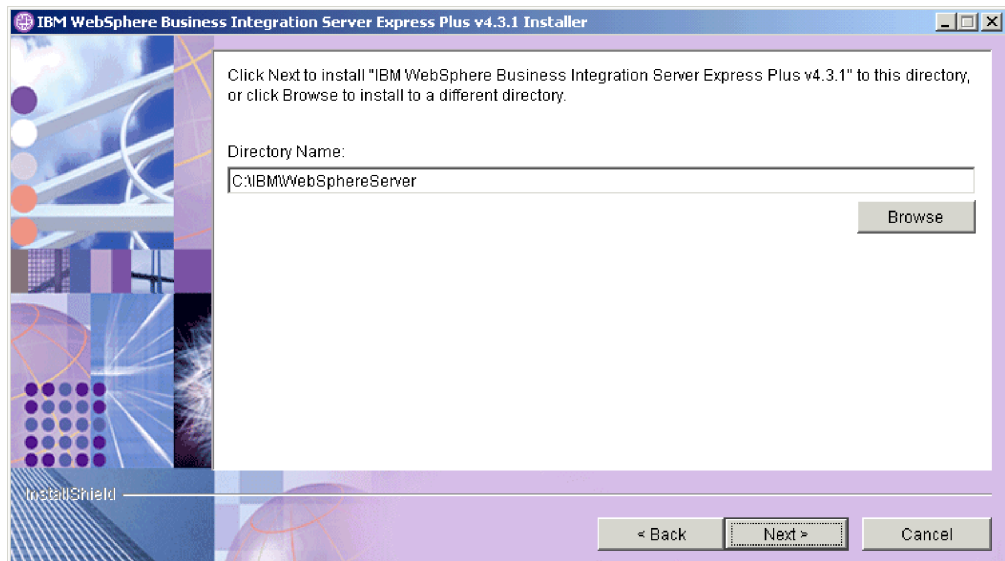 IBM WebSphere Business Integration Server Express Plus v4.3.1 Installer
Click Next to install "IBM WebSphere Business Integration Server Express Plus v4.3.1" to this directory,
or click Browse to install to a different directory.
Directory Name:
C:\IBM\WebSphereServer
Browse
InstallShield
< Back
Next >
Cancel